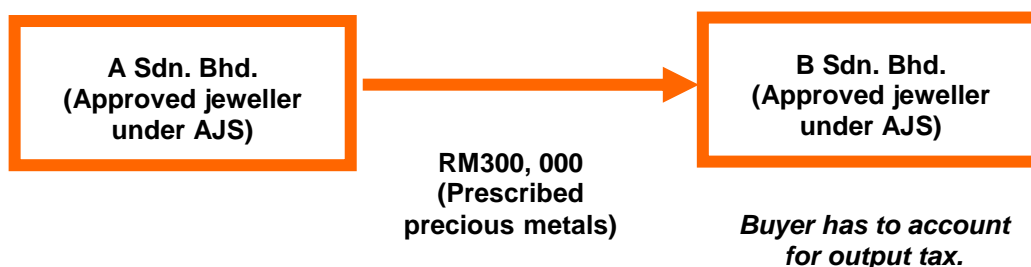 A Sdn. Bhd.
(Approved jeweller
under AJS)
RM300, 000
(Prescribed
precious metals)
B Sdn. Bhd.
(Approved jeweller
under AJS)
Buyer has to account
for output tax.